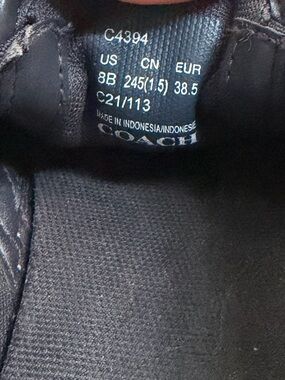 C4394
US CN EUR
8B 245(1.5) 38.5
C21/113
MADE IN INDONESIA/INDONESIE
COACH